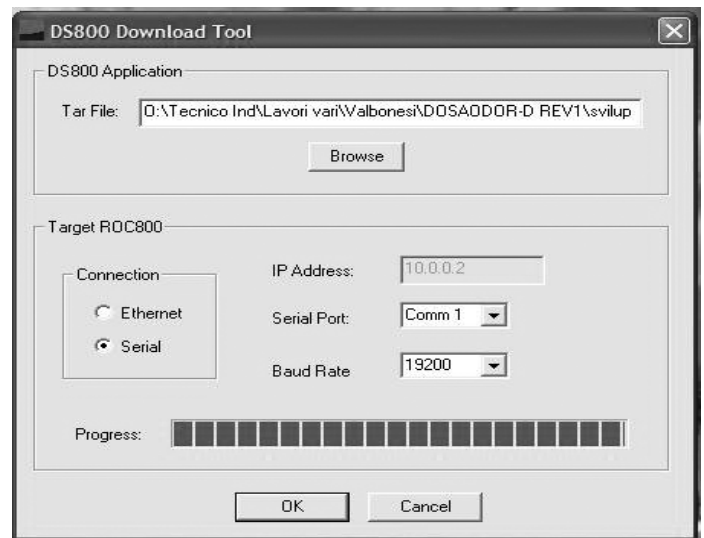 DS800 Download Tool
DS800 Application
Tar File: O:\Tecnico Ind\Lavori vari\Valbonesi\DOSAODOR-D REV1\svilup
Browse
Target ROC800
Connection
Ethernet
Serial
IP Address: 10.0.0.2
Serial Port: Comm 1
Baud Rate 19200
Progress:
OK Cancel